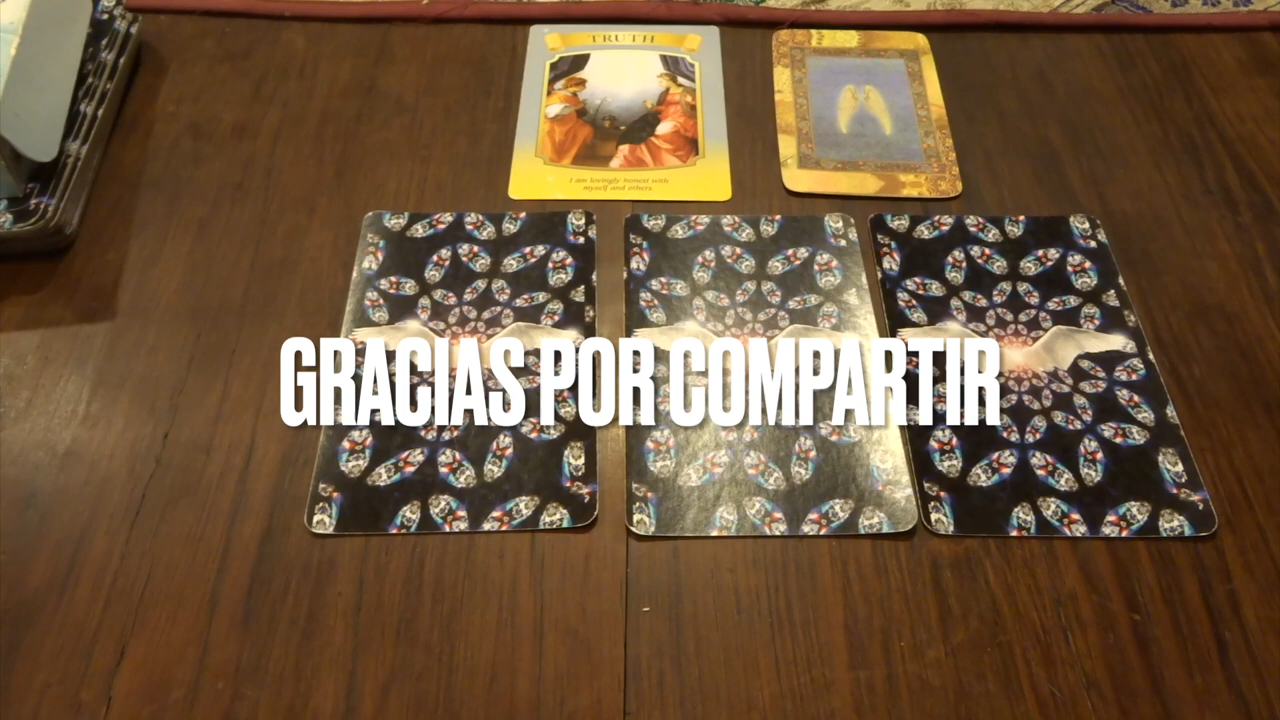 TRUTH
I am lovingly honest with
myself and others.
GRACIAS POR COMPARTIR